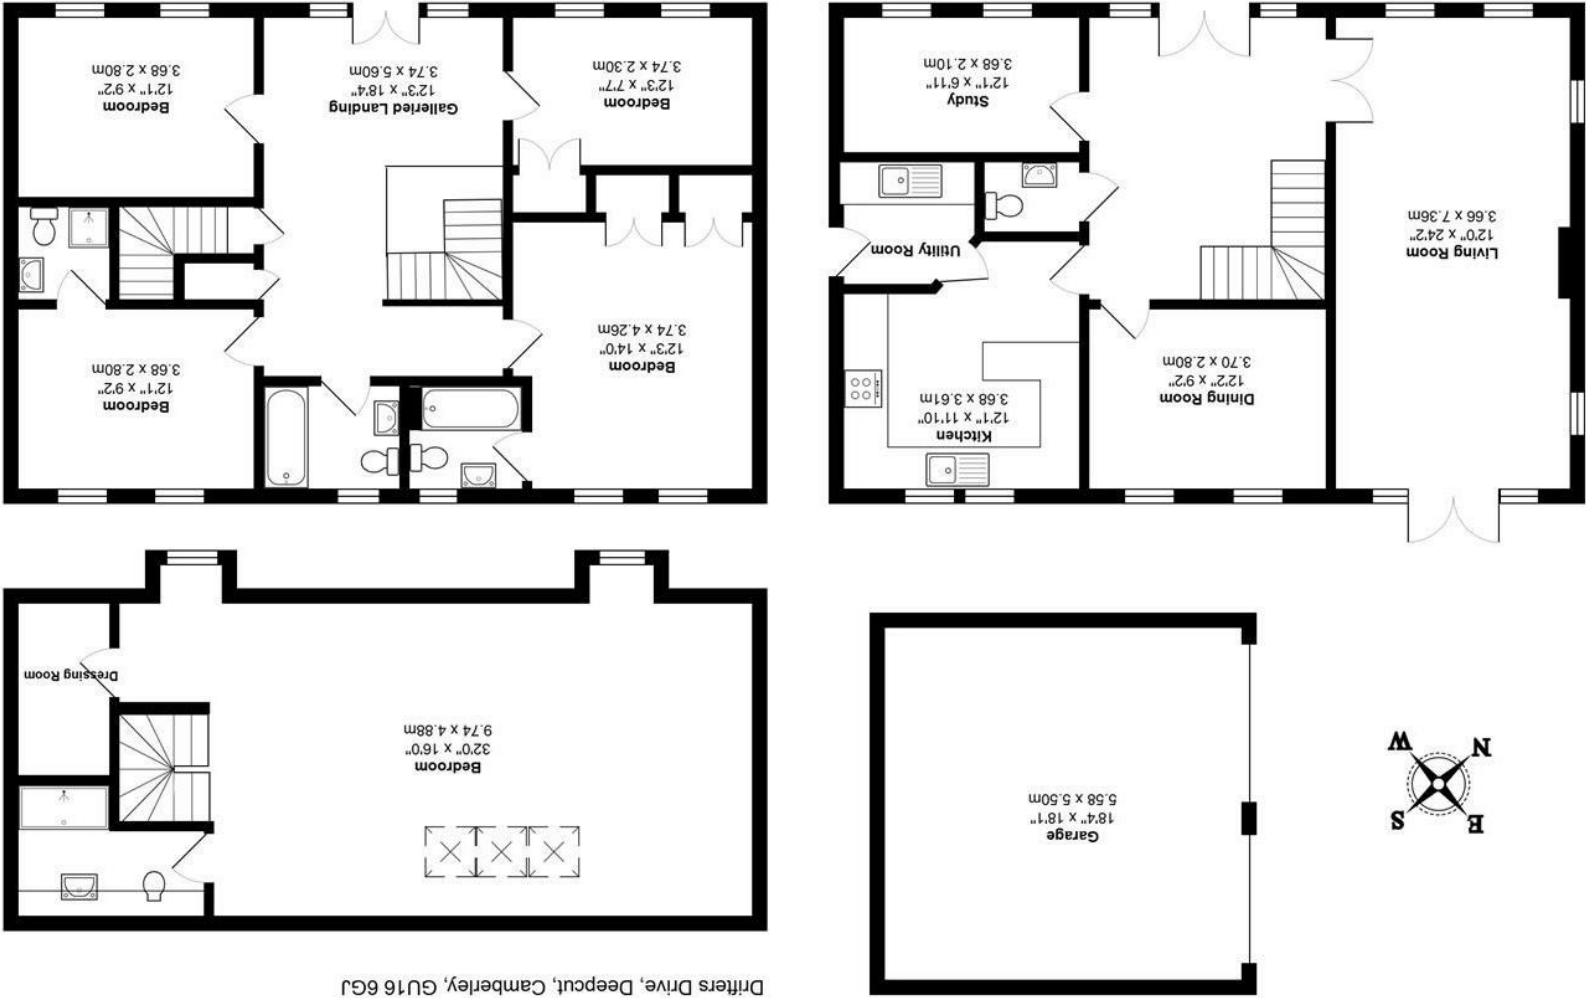 Drifters Drive, Deepcut, Camberley, GU16 6GJ
E
S
N
W
Garage
18'4" x 18'1"
5.58 x 5.50m
Bedroom
32'0" x 16'0"
9.74 x 4.88m
Dressing Room
Kitchen
12'1" x 11'10"
3.68 x 3.61m
Dining Room
12'2" x 9'2"
3.70 x 2.80m
Living Room
12'0" x 24'2"
3.66 x 7.36m
Utility Room
Study
12'1" x 6'11"
3.68 x 2.10m
Bedroom
12'3" x 14'0"
3.74 x 4.26m
Bedroom
12'1" x 9'2"
3.68 x 2.80m
Bedroom
12'3" x 7'7"
3.74 x 2.30m
Galleried Landing
12'3" x 18'4"
3.74 x 5.60m
Bedroom
12'1" x 9'2"
3.68 x 2.80m